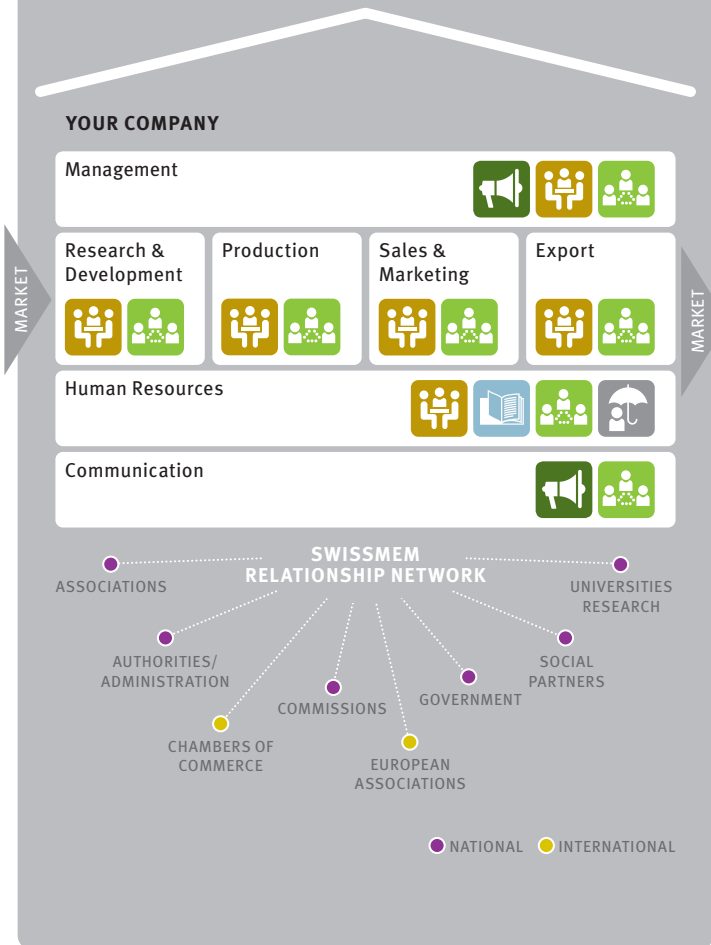 YOUR COMPANY
Management
MARKET
Research &
Development
Production
Sales &
Marketing
Export
MARKET
Human Resources
Communication
SWISSMEM
RELATIONSHIP NETWORK
ASSOCIATIONS
UNIVERSITIES
RESEARCH
AUTHORITIES/
ADMINISTRATION
SOCIAL
PARTNERS
COMMISSIONS
GOVERNMENT
CHAMBERS OF
COMMERCE
EUROPEAN
ASSOCIATIONS
NATIONAL
INTERNATIONAL